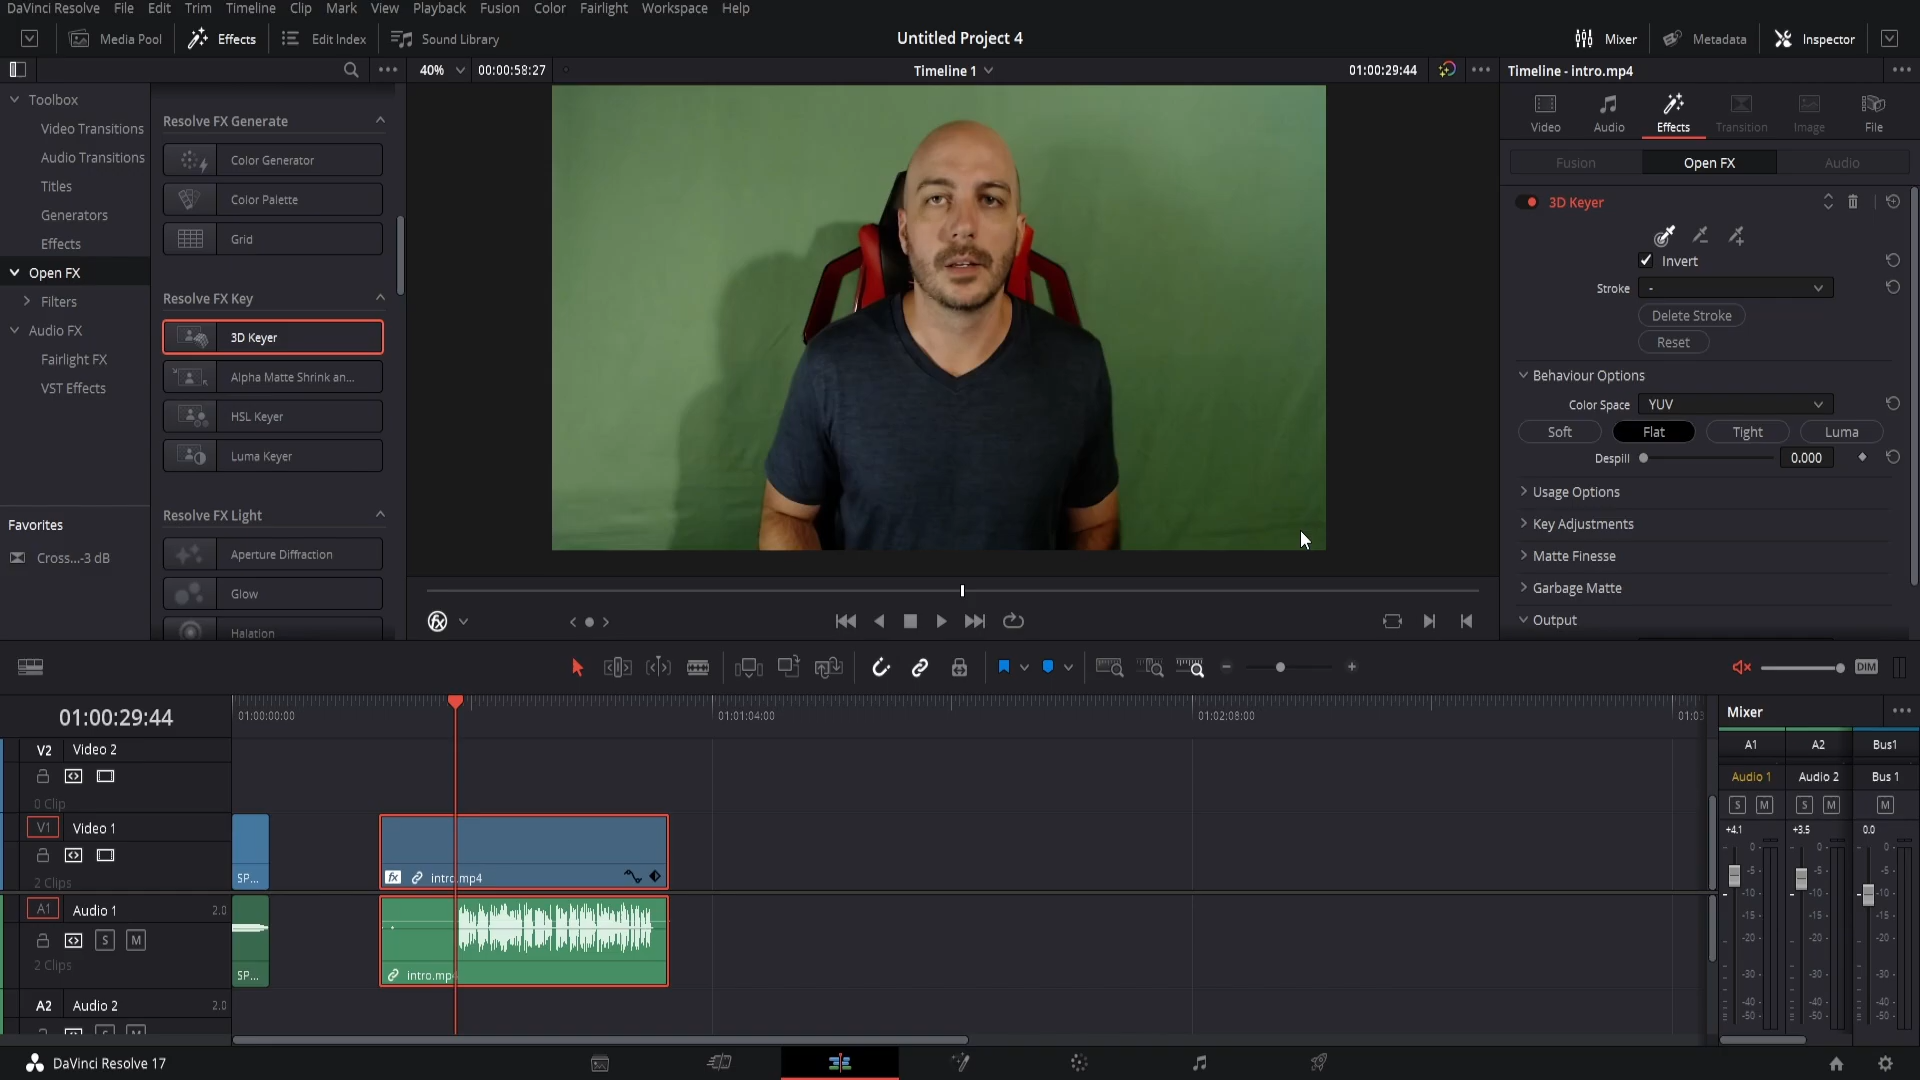 DaVinci Resolve File Edit Trim Timeline Clip Mark View Playback Fusion Color Fairlight Workspace Help
Media Pool Effects Edit Index Sound Library Untitled Project 4 Mixer Metadata Inspector
40% 00:00:58:27 Timeline 1 01:00:29:44 Timeline - intro.mp4
Toolbox
Video Transitions
Audio Transitions
Titles
Generators
Effects
Open FX
Filters
Audio FX
Fairlight FX
VST Effects
Favorites
Cross...-3 dB
Resolve FX Generate
Color Generator
Color Palette
Grid
Resolve FX Key
3D Keyer
Alpha Matte Shrink an...
HSL Keyer
Luma Keyer
Resolve FX Light
Aperture Diffraction
Glow
Halation
Video Audio Effects Transition Image File
Fusion Open FX Audio
3D Keyer
Invert
Stroke -
Delete Stroke
Reset
Behaviour Options
Color Space YUV
Soft Flat Tight Luma
Despill 0.000
Usage Options
Key Adjustments
Matte Finesse
Garbage Matte
Output
fx
DIM
01:00:29:44 01:00:00:00 01:01:04:00 01:02:08:00 01:03
V2 Video 2
0 Clip
V1 Video 1
2 Clips
SP...
fx intro.mp4
A1 Audio 1 2.0
S M
2 Clips
SP...
intro.mp4
A2 Audio 2 2.0
S M
Mixer
A1 A2 Bus1
Audio 1 Audio 2 Bus 1
S M S M M
+4.1 +3.5 0.0
0 0 0
-5 -5 -5
-10 -10 -10
-15 -15 -15
-20 -20 -20
-30 -30 -30
-40 -40 -40
-50 -50 -50
DaVinci Resolve 17